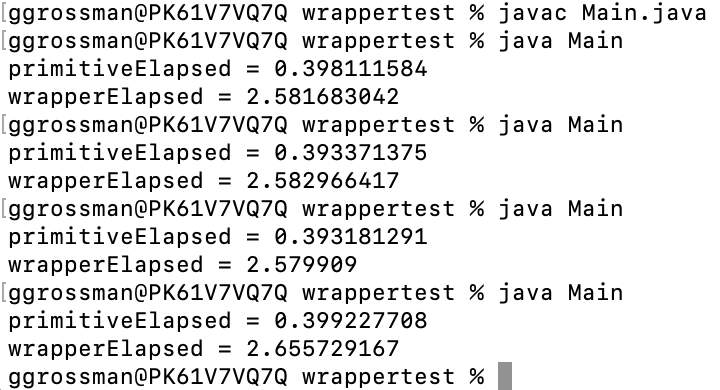 [ggrossman@PK61V7VQ7Q wrappertest % javac Main.java
[ggrossman@PK61V7VQ7Q wrappertest % java Main
primitiveElapsed = 0.398111584
wrapperElapsed = 2.581683042
[ggrossman@PK61V7VQ7Q wrappertest % java Main
primitiveElapsed = 0.393371375
wrapperElapsed = 2.582966417
[ggrossman@PK61V7VQ7Q wrappertest % java Main
primitiveElapsed = 0.393181291
wrapperElapsed = 2.579909
[ggrossman@PK61V7VQ7Q wrappertest % java Main
primitiveElapsed = 0.399227708
wrapperElapsed = 2.655729167
ggrossman@PK61V7VQ7Q wrappertest %